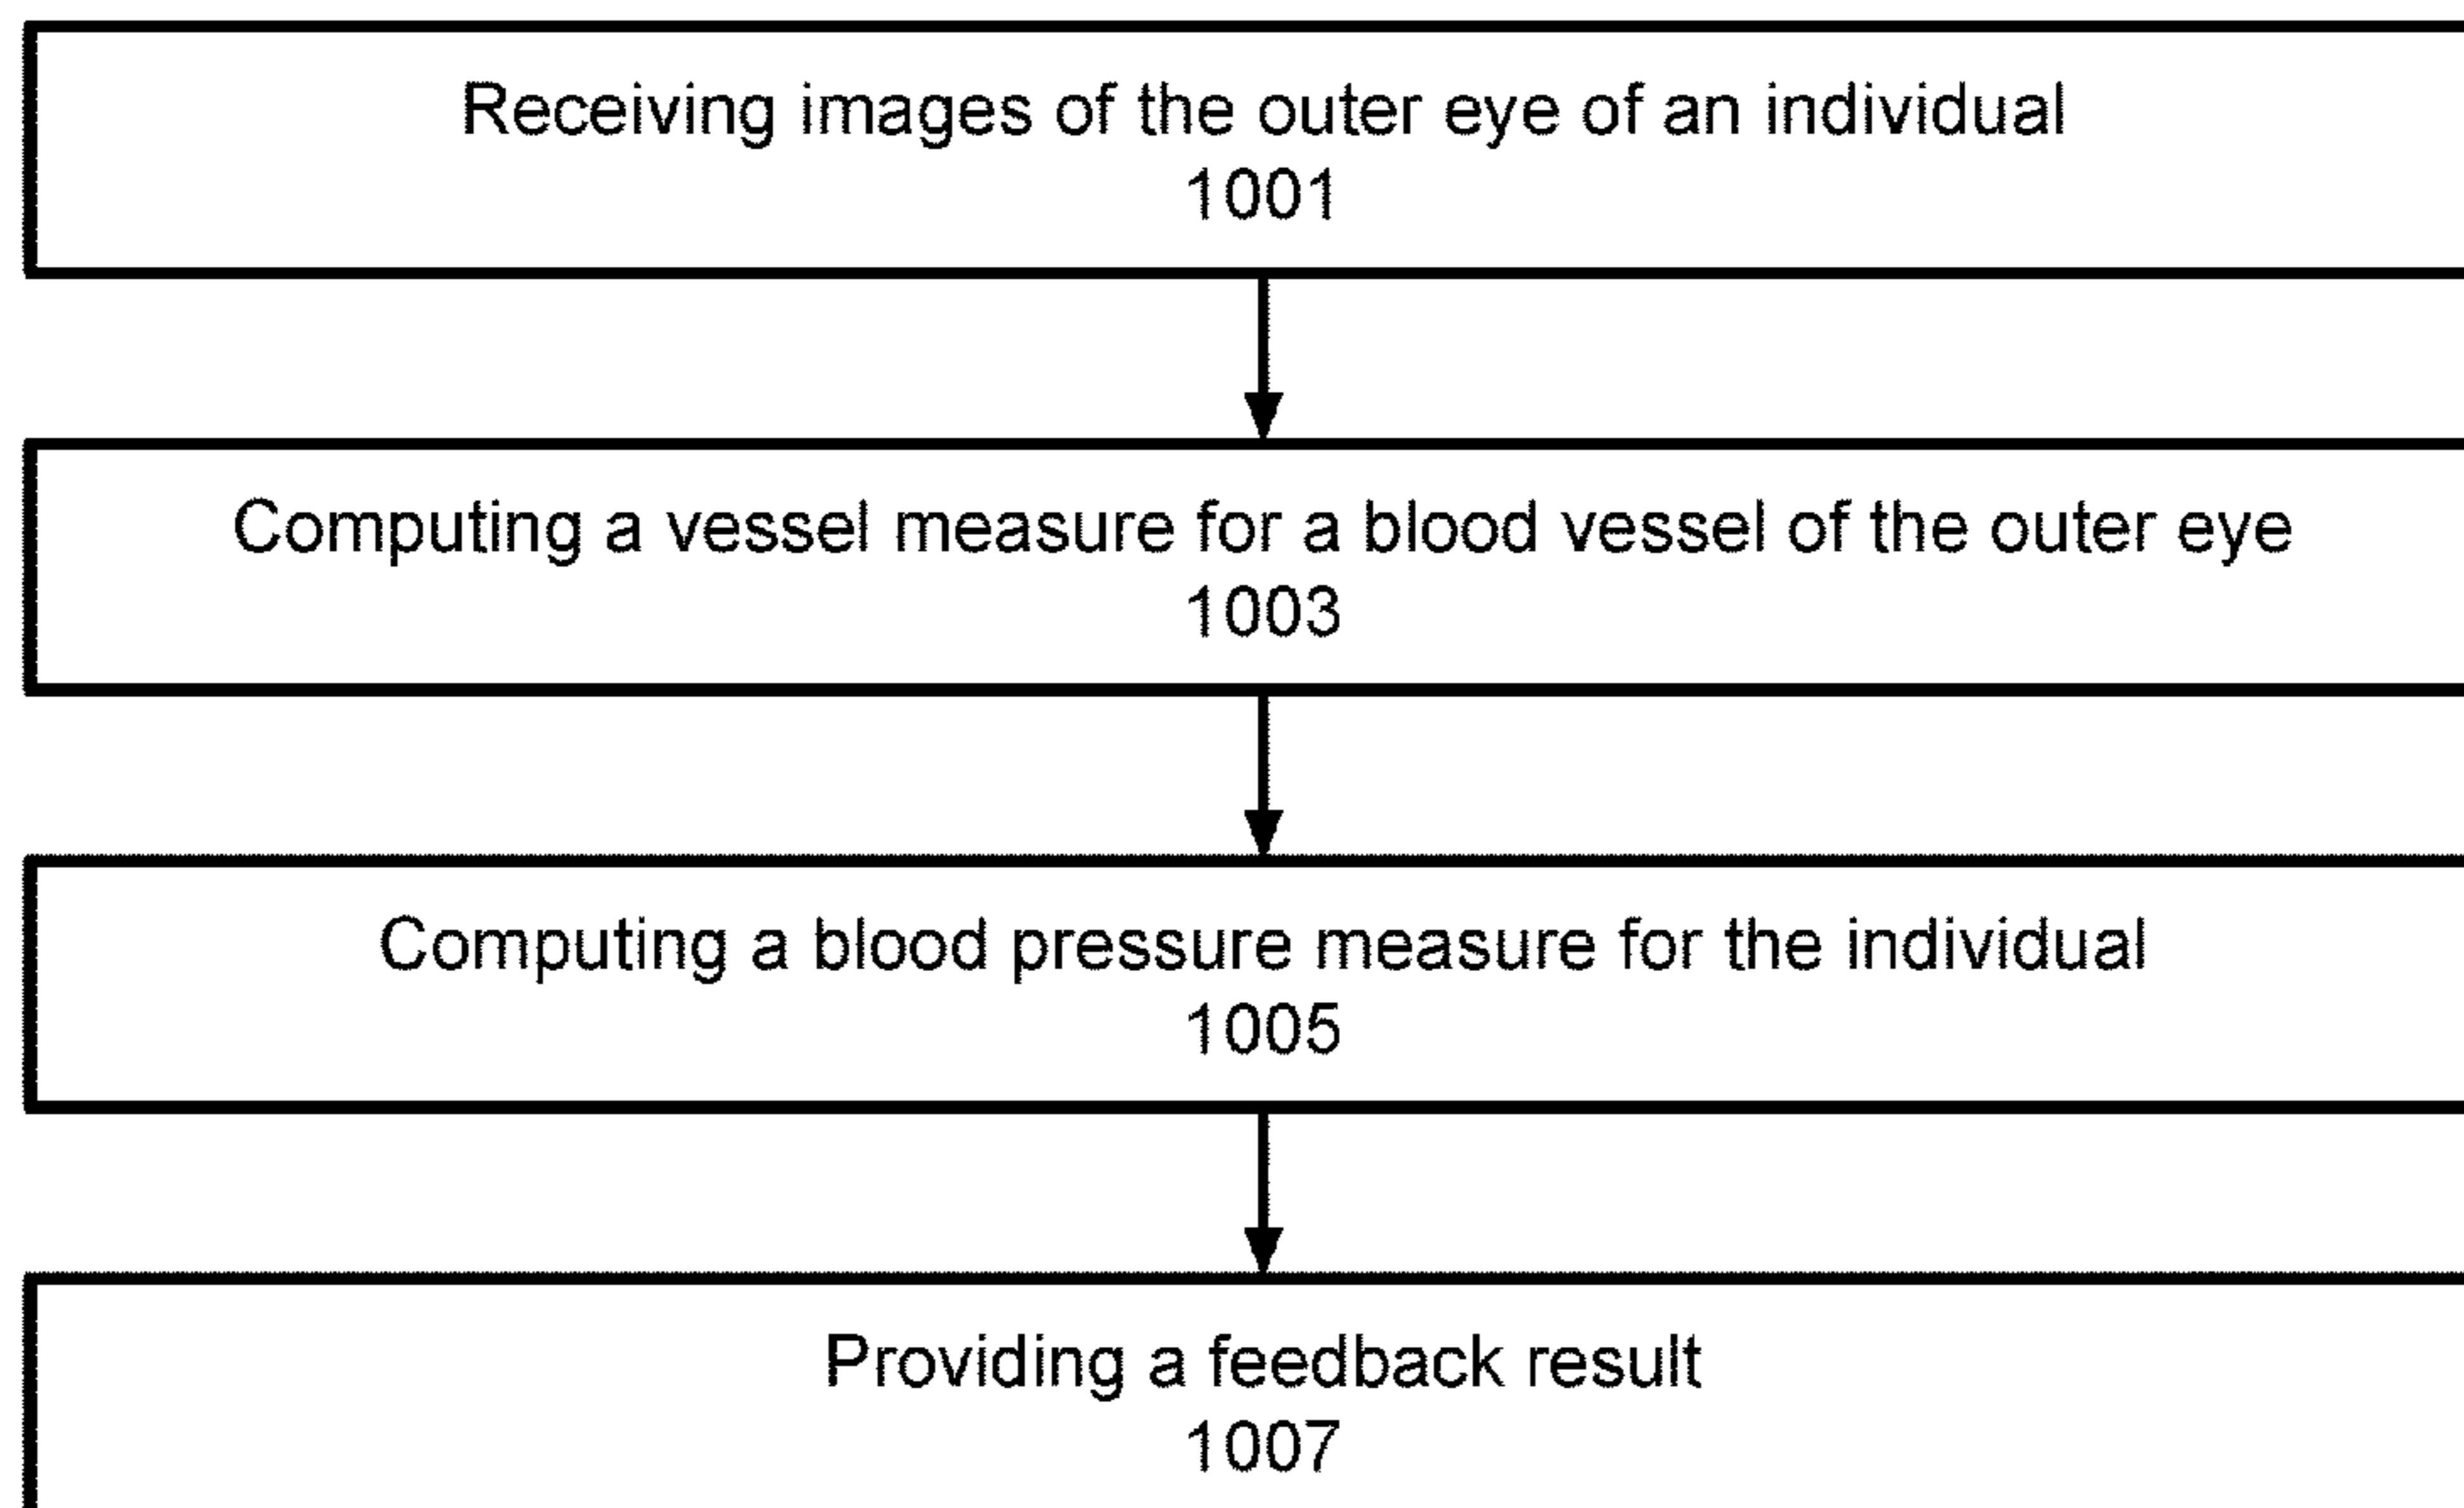 Receiving images of the outer eye of an individual
1001
Computing a vessel measure for a blood vessel of the outer eye
1003
Computing a blood pressure measure for the individual
1005
Providing a feedback result
1007